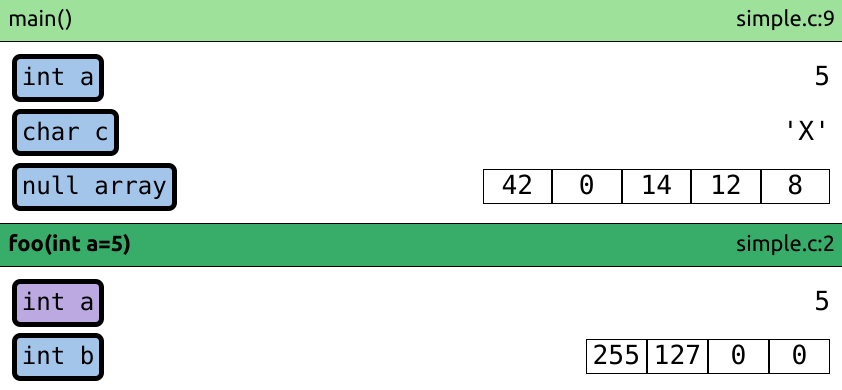 main() simple.c:9
int a 5
char c 'X'
null array 42 0 14 12 8
foo(int a=5) simple.c:2
int a 5
int b 255 127 0 0